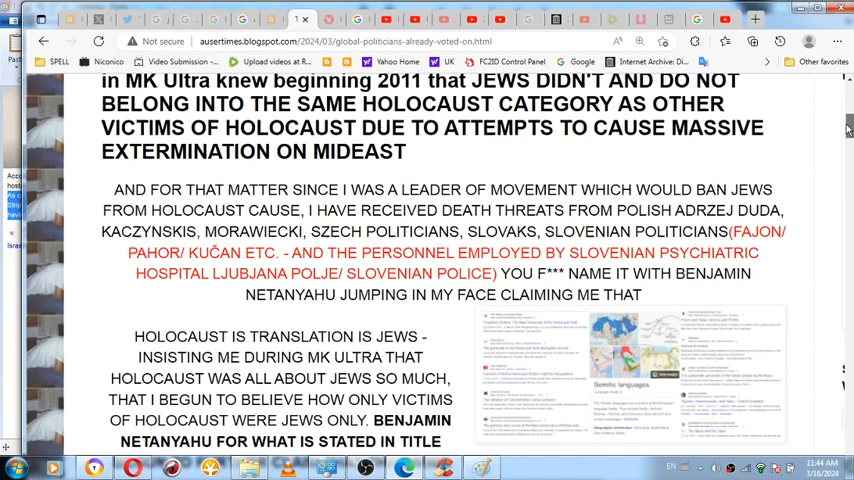 1
Not secure
ausertimes.blogspot.com/2024/03/global-politicians-already-voted-on.html
SPELL
Niconico
Video Submission -...
Upload videos at R...
Yahoo Home
UK
FC2ID Control Panel
Google
Internet Archive: Di...
Other favorites
in MK Ultra knew beginning 2011 that JEWS DIDN'T AND DO NOT
BELONG INTO THE SAME HOLOCAUST CATEGORY AS OTHER
VICTIMS OF HOLOCAUST DUE TO ATTEMPTS TO CAUSE MASSIVE
EXTERMINATION ON MIDEAST
AND FOR THAT MATTER SINCE I WAS A LEADER OF MOVEMENT WHICH WOULD BAN JEWS
FROM HOLOCAUST CAUSE, I HAVE RECEIVED DEATH THREATS FROM POLISH ADRZEJ DUDA,
KACZYNSKIS, MORAWIECKI, SZECH POLITICIANS, SLOVAKS, SLOVENIAN POLITICIANS(FAJON/
PAHOR/ KUČAN ETC. - AND THE PERSONNEL EMPLOYED BY SLOVENIAN PSYCHIATRIC
HOSPITAL LJUBJANA POLJE/ SLOVENIAN POLICE) YOU F*** NAME IT WITH BENJAMIN
NETANYAHU JUMPING IN MY FACE CLAIMING ME THAT
HOLOCAUST IS TRANSLATION IS JEWS -
INSISTING ME DURING MK ULTRA THAT
HOLOCAUST WAS ALL ABOUT JEWS SO MUCH,
THAT I BEGUN TO BELIEVE HOW ONLY VICTIMS
OF HOLOCAUST WERE JEWS ONLY. BENJAMIN
NETANYAHU FOR WHAT IS STATED IN TITLE
Semitic languages
EN
11:44 AM
3/16/2024